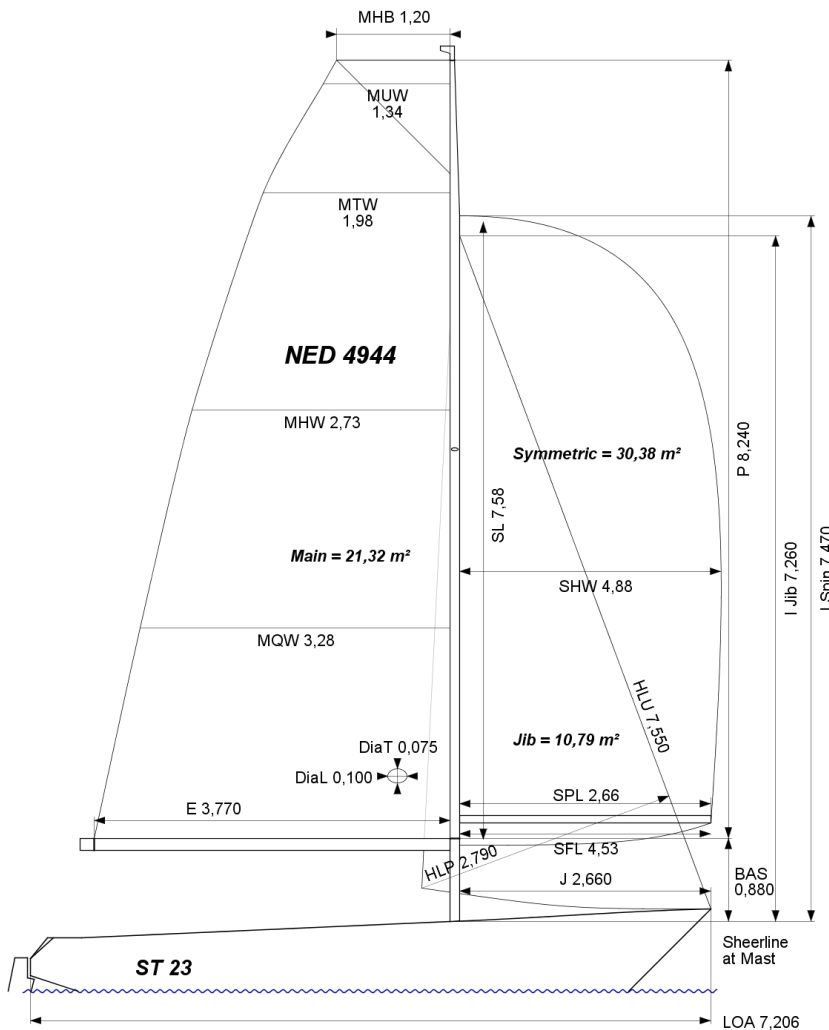 MHB 1,20
MUW
1,34
MTW
1,98
NED 4944
MHW 2,73
Symmetric = 30,38 m²
P 8,240
SL 7,58
I Jib 7,260
I Spin 7,470
Main = 21,32 m²
SHW 4,88
MQW 3,28
HLU 7,550
Jib = 10,79 m²
DiaT 0,075
DiaL 0,100
SPL 2,66
E 3,770
SFL 4,53
HLP 2,790
J 2,660
BAS
0,880
Sheerline
at Mast
ST 23
LOA 7,206